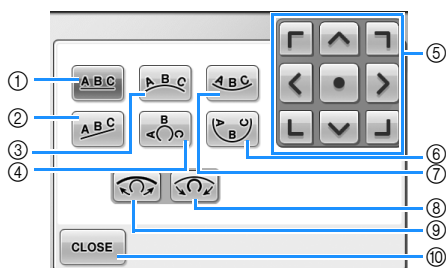 ① ABC ABC ABC ⑤
② ABC ABC ABC ⑥
③ ⑦
④ ⑧
⑨
CLOSE ⑩